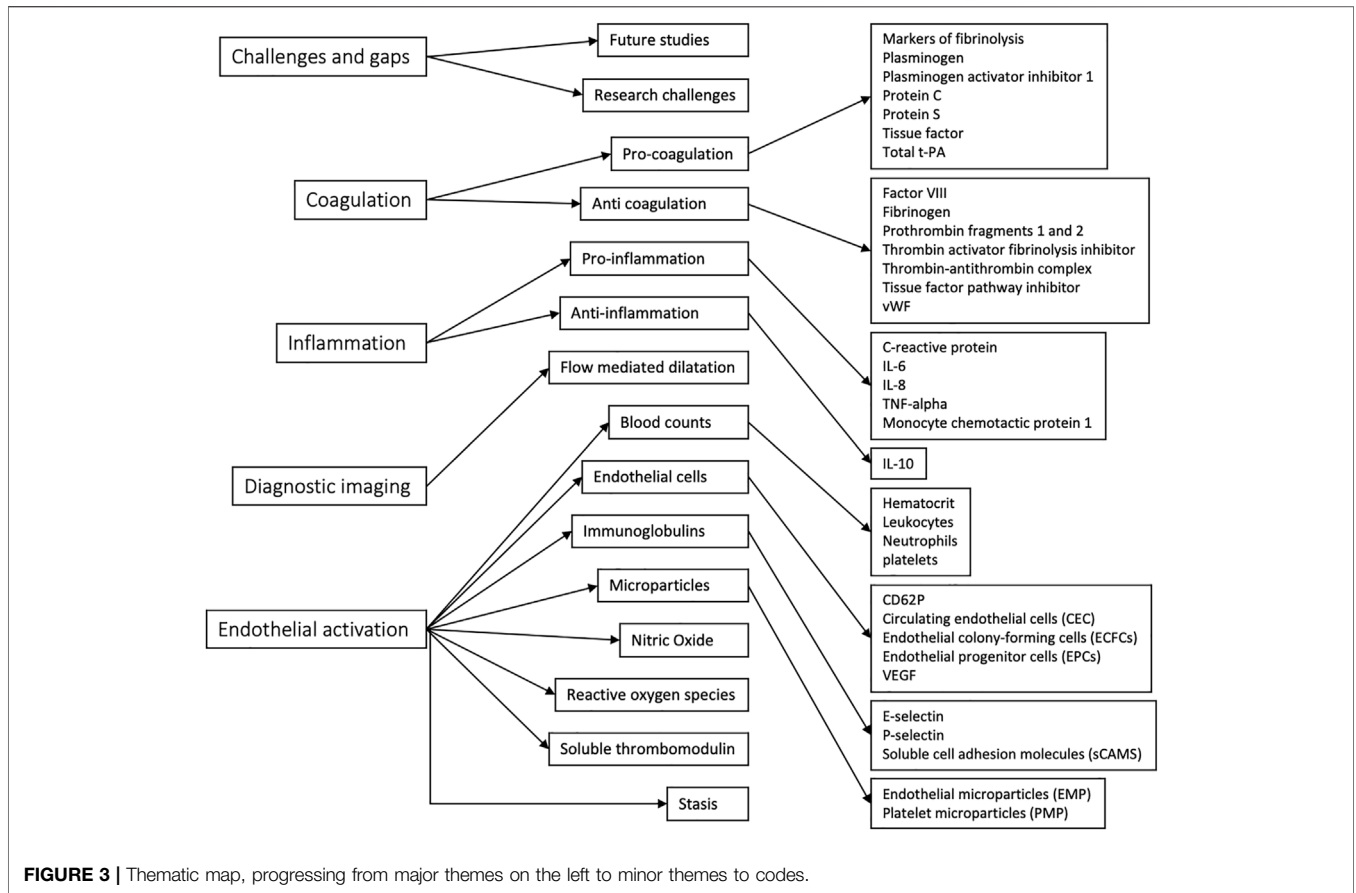 Challenges and gaps
Coagulation
Inflammation
Diagnostic imaging
Endothelial activation
Future studies
Research challenges
Pro-coagulation
Anti coagulation
Pro-inflammation
Anti-inflammation
Flow mediated dilatation
Blood counts
Endothelial cells
Immunoglobulins
Microparticles
Nitric Oxide
Reactive oxygen species
Soluble thrombomodulin
Stasis
Markers of fibrinolysis
Plasminogen
Plasminogen activator inhibitor 1
Protein C
Protein S
Tissue factor
Total t-PA
Factor VIII
Fibrinogen
Prothrombin fragments 1 and 2
Thrombin activator fibrinolysis inhibitor
Thrombin-antithrombin complex
Tissue factor pathway inhibitor
vWF
C-reactive protein
IL-6
IL-8
TNF-alpha
Monocyte chemotactic protein 1
IL-10
Hematocrit
Leukocytes
Neutrophils
platelets
CD62P
Circulating endothelial cells (CEC)
Endothelial colony-forming cells (ECFCs)
Endothelial progenitor cells (EPCs)
VEGF
E-selectin
P-selectin
Soluble cell adhesion molecules (sCAMS)
Endothelial microparticles (EMP)
Platelet microparticles (PMP)
FIGURE 3 | Thematic map, progressing from major themes on the left to minor themes to codes.